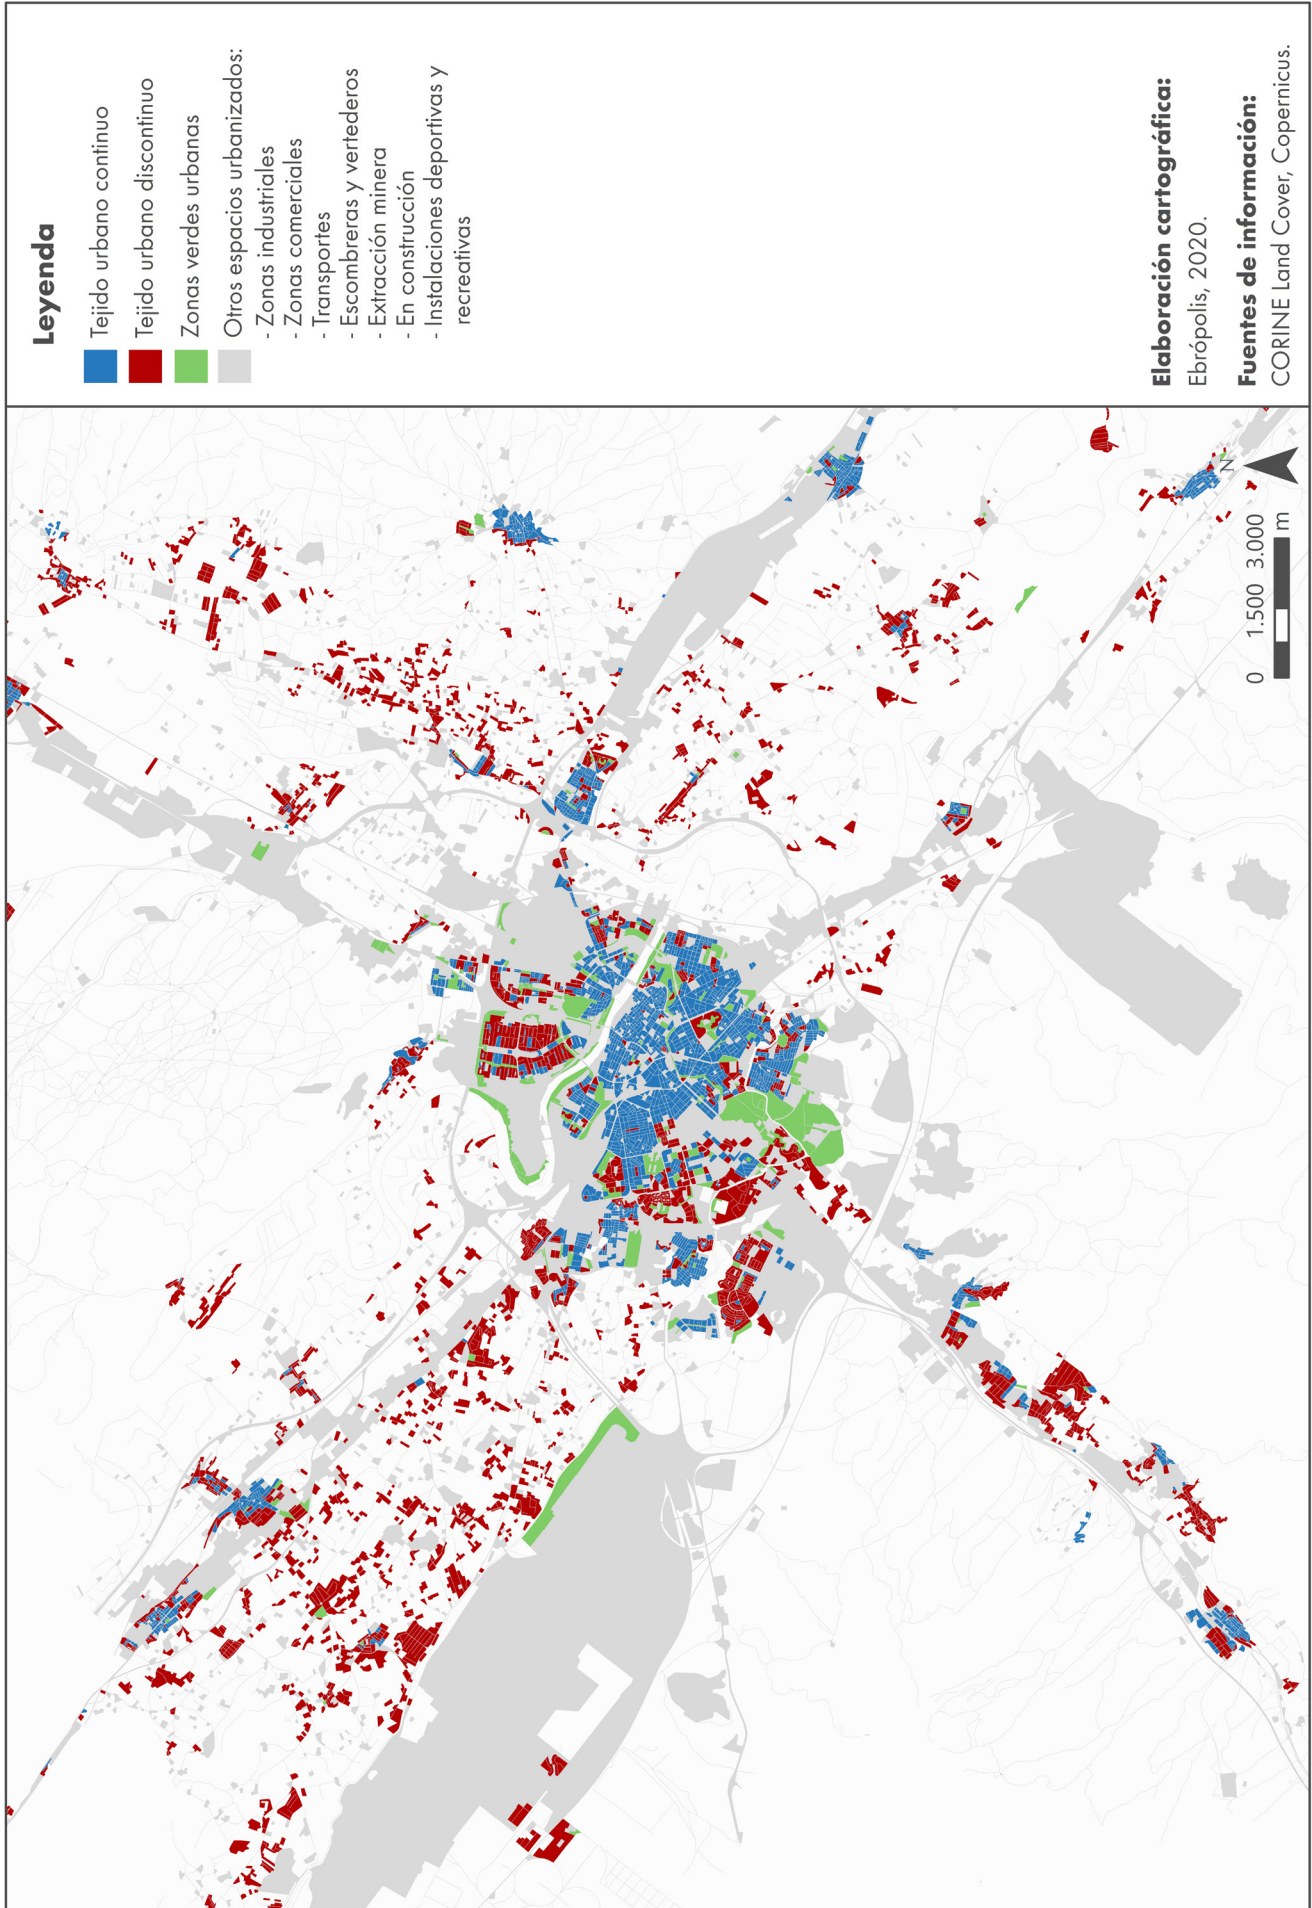 Leyenda
Tejido urbano continuo
Tejido urbano discontinuo
Zonas verdes urbanas
Otros espacios urbanizados:
- Zonas industriales
- Zonas comerciales
- Transportes
- Escombreras y vertederos
- Extracción minera
- En construcción
- Instalaciones deportivas y
recreativas
Elaboración cartográfica:
Ebrópolis, 2020.
Fuentes de información:
CORINE Land Cover, Copernicus.
N
0 1.500 3.000
m